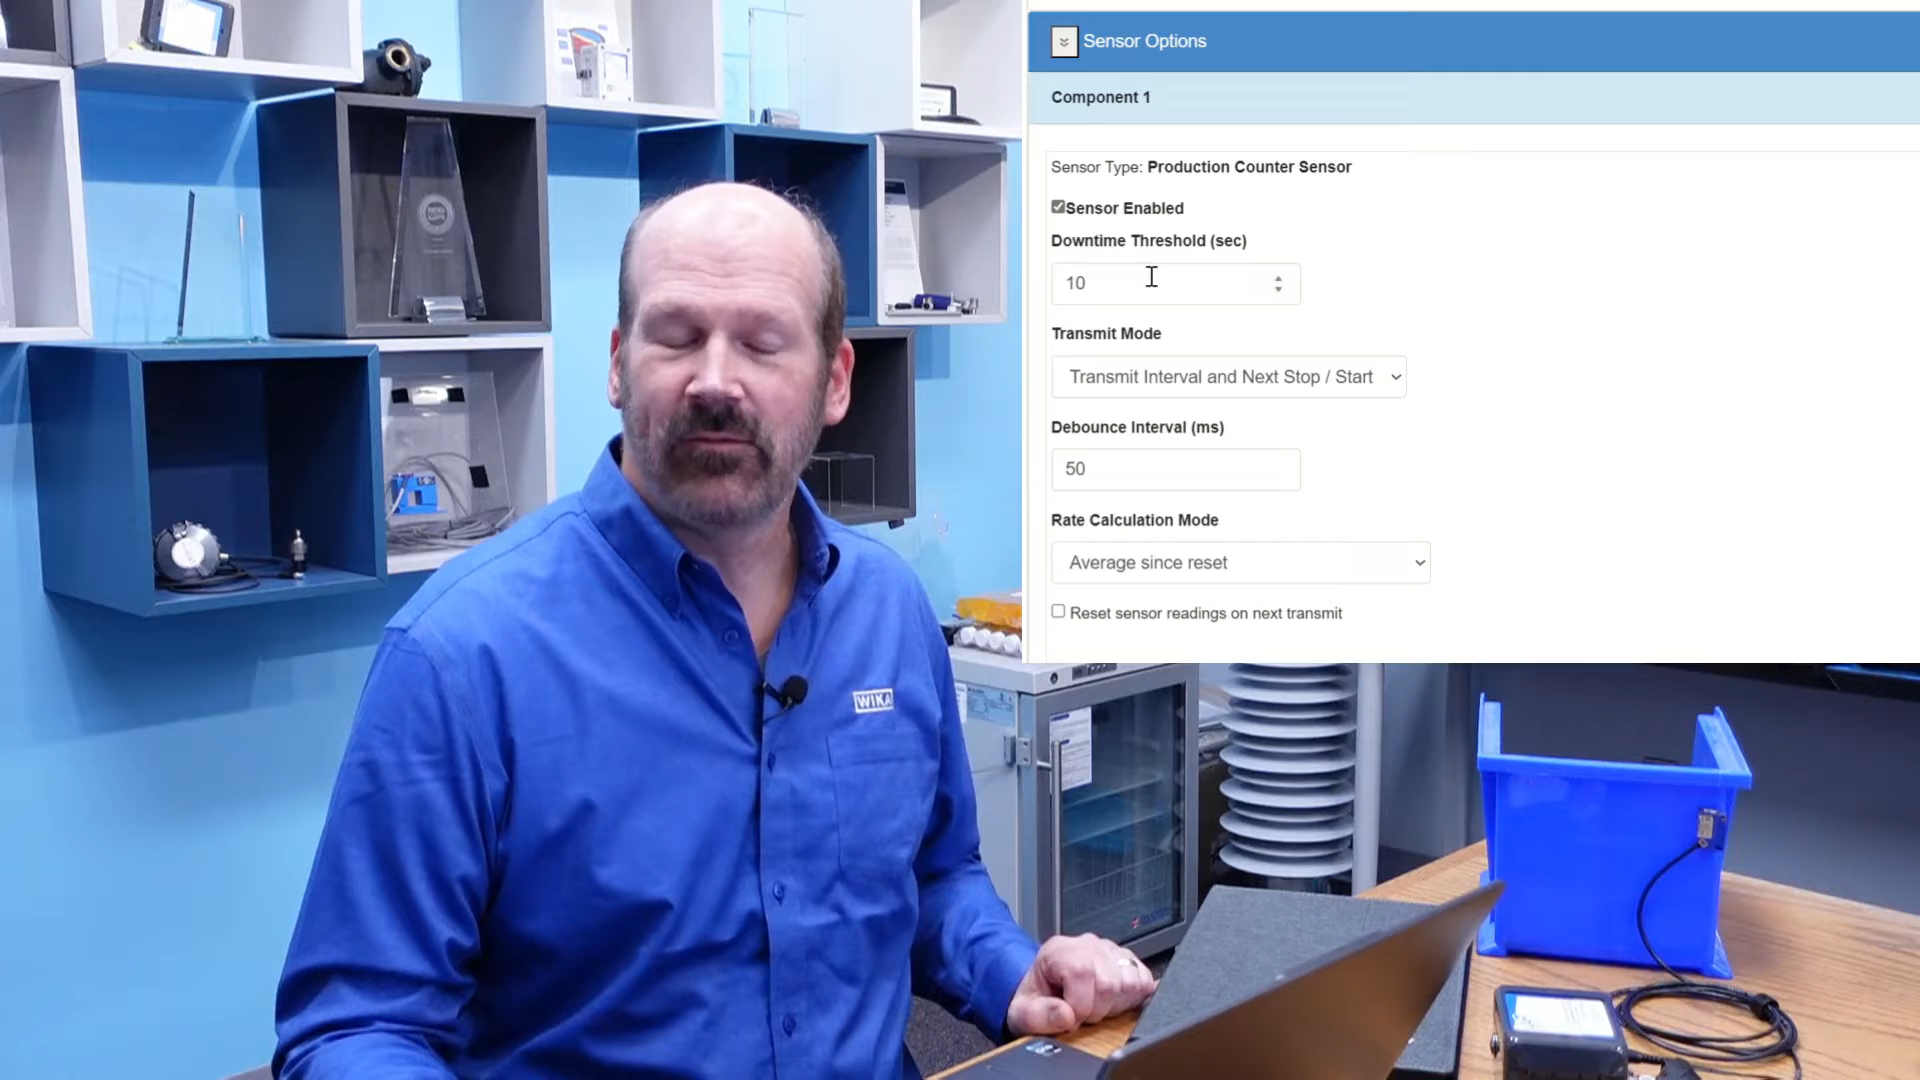 Sensor Options
Component 1
Sensor Type: Production Counter Sensor
Sensor Enabled
Downtime Threshold (sec)
10
Transmit Mode
Transmit Interval and Next Stop / Start
Debounce Interval (ms)
50
Rate Calculation Mode
Average since reset
Reset sensor readings on next transmit
WIKA